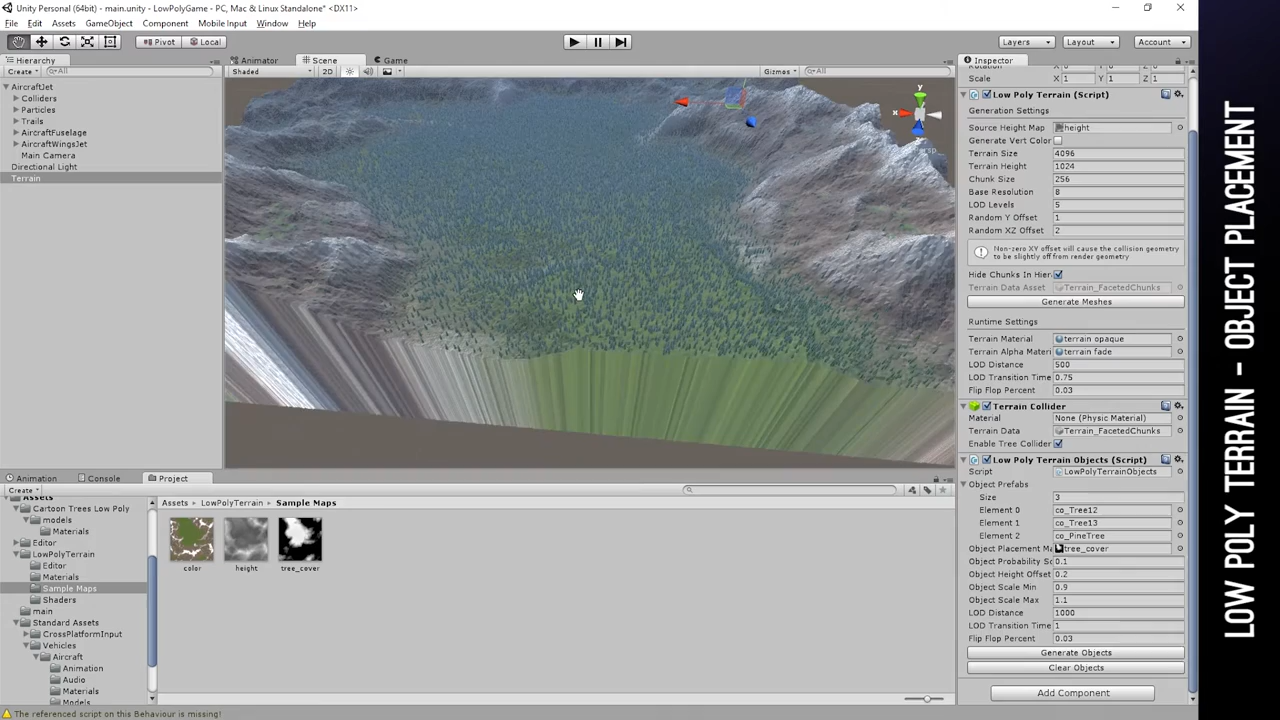 Unity Personal (64bit) - main.unity - LowPolyGame - PC, Mac & Linux Standalone* <DX11>
File Edit Assets GameObject Component Mobile Input Window Help
Pivot Local Layers Layout Account
Hierarchy
Create All
AircraftJet
Colliders
Particles
Trails
AircraftFuselage
AircraftWingsJet
Main Camera
Directional Light
Terrain
Animator Scene Game
Shaded 2D Gizmos All
y
x
Persp
Inspector
Rotation X 0 Y 0 Z 0
Scale X 1 Y 1 Z 1
Low Poly Terrain (Script)
Generation Settings
Source Height Map height
Generate Vert Color
Terrain Size 4096
Terrain Height 1024
Chunk Size 256
Base Resolution 8
LOD Levels 5
Random Y Offset 1
Random XZ Offset 2
Non-zero XY offset will cause the collision geometry
to be slightly off from render geometry
Hide Chunks In Hier
Terrain Data Asset Terrain_FacetedChunks
Generate Meshes
Runtime Settings
Terrain Material terrain opaque
Terrain Alpha Materi terrain fade
LOD Distance 500
LOD Transition Time 0.75
Flip Flop Percent 0.03
Terrain Collider
Material None (Physic Material)
Terrain Data Terrain_FacetedChunks
Enable Tree Collider
Low Poly Terrain Objects (Script)
Script LowPolyTerrainObjects
Object Prefabs
Size 3
Element 0 co_Tree12
Element 1 co_Tree13
Element 2 co_PineTree
Object Placement Ma tree_cover
Object Probability Sc 0.1
Object Height Offset 0.2
Object Scale Min 0.9
Object Scale Max 1.1
LOD Distance 1000
LOD Transition Time 1
Flip Flop Percent 0.03
Generate Objects
Clear Objects
Add Component
Animation Console Project
Create
Assets
Cartoon Trees Low Poly
models
Materials
Editor
LowPolyTerrain
Editor
Materials
Sample Maps
Shaders
main
Standard Assets
CrossPlatformInput
Vehicles
Aircraft
Animation
Audio
Materials
Models
Assets LowPolyTerrain Sample Maps
color height tree_cover
The referenced script on this Behaviour is missing!
LOW POLY TERRAIN - OBJECT PLACEMENT